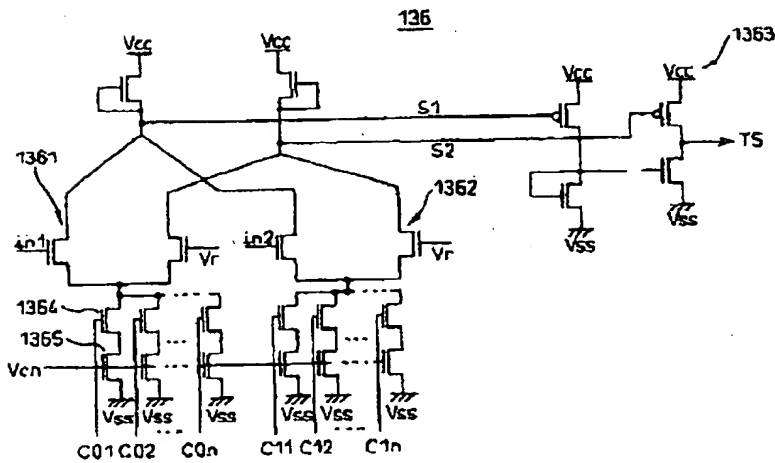 136
Vcc Vcc Vcc Vcc 1363
S1
S2
TS
1361
1362
in1 Vr in2 Vr
Vss Vss
1364
1365
Vcn
Vss Vss Vss Vss Vss Vss
C01 C02 C0n C11 C12 C1n